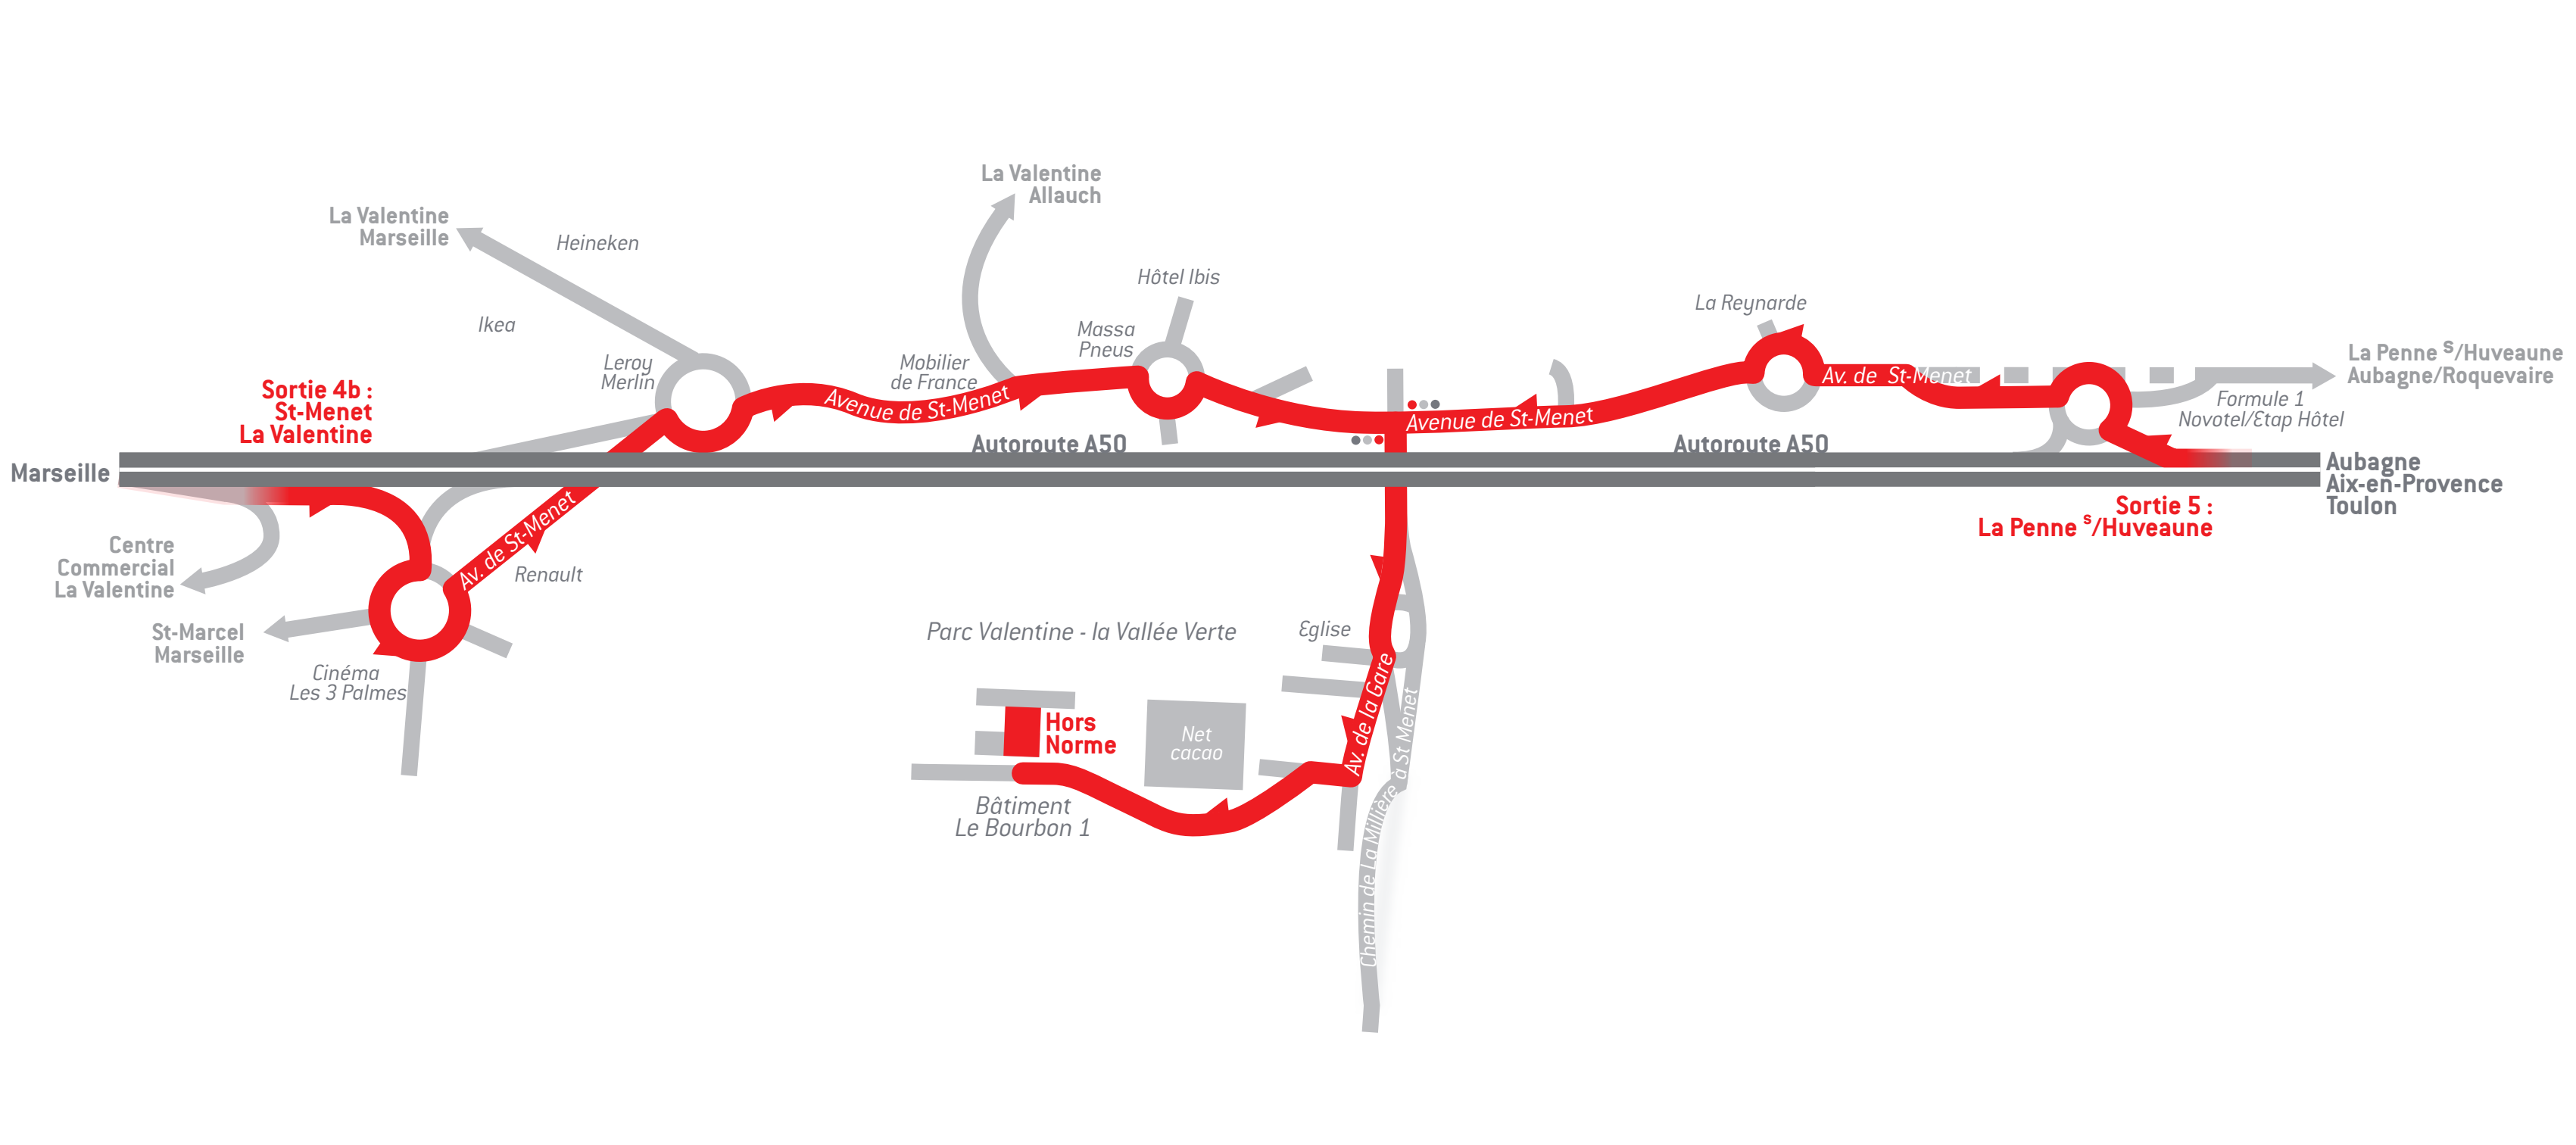 La Valentine
Allauch
La Valentine
Marseille
Heineken
Hôtel Ibis
Ikea
La Reynarde
Massa
Pneus
Leroy
Merlin
Mobilier
de France
La Penne s/Huveaune
Aubagne/Roquevaire
Av. de St-Menet
Formule 1
Novotel/Etap Hôtel
Sortie 4b :
St-Menet
La Valentine
Avenue de St-Menet
Avenue de St-Menet
Autoroute A50
Autoroute A50
Marseille
Aubagne
Aix-en-Provence
Toulon
Sortie 5 :
La Penne s/Huveaune
Av. de St-Menet
Centre
Commercial
La Valentine
Renault
St-Marcel
Marseille
Cinéma
Les 3 Palmes
Parc Valentine - la Vallée Verte
Eglise
Av. de la Gare
Chemin de La Millière à St Menet
Hors
Norme
Net
cacao
Bâtiment
Le Bourbon 1